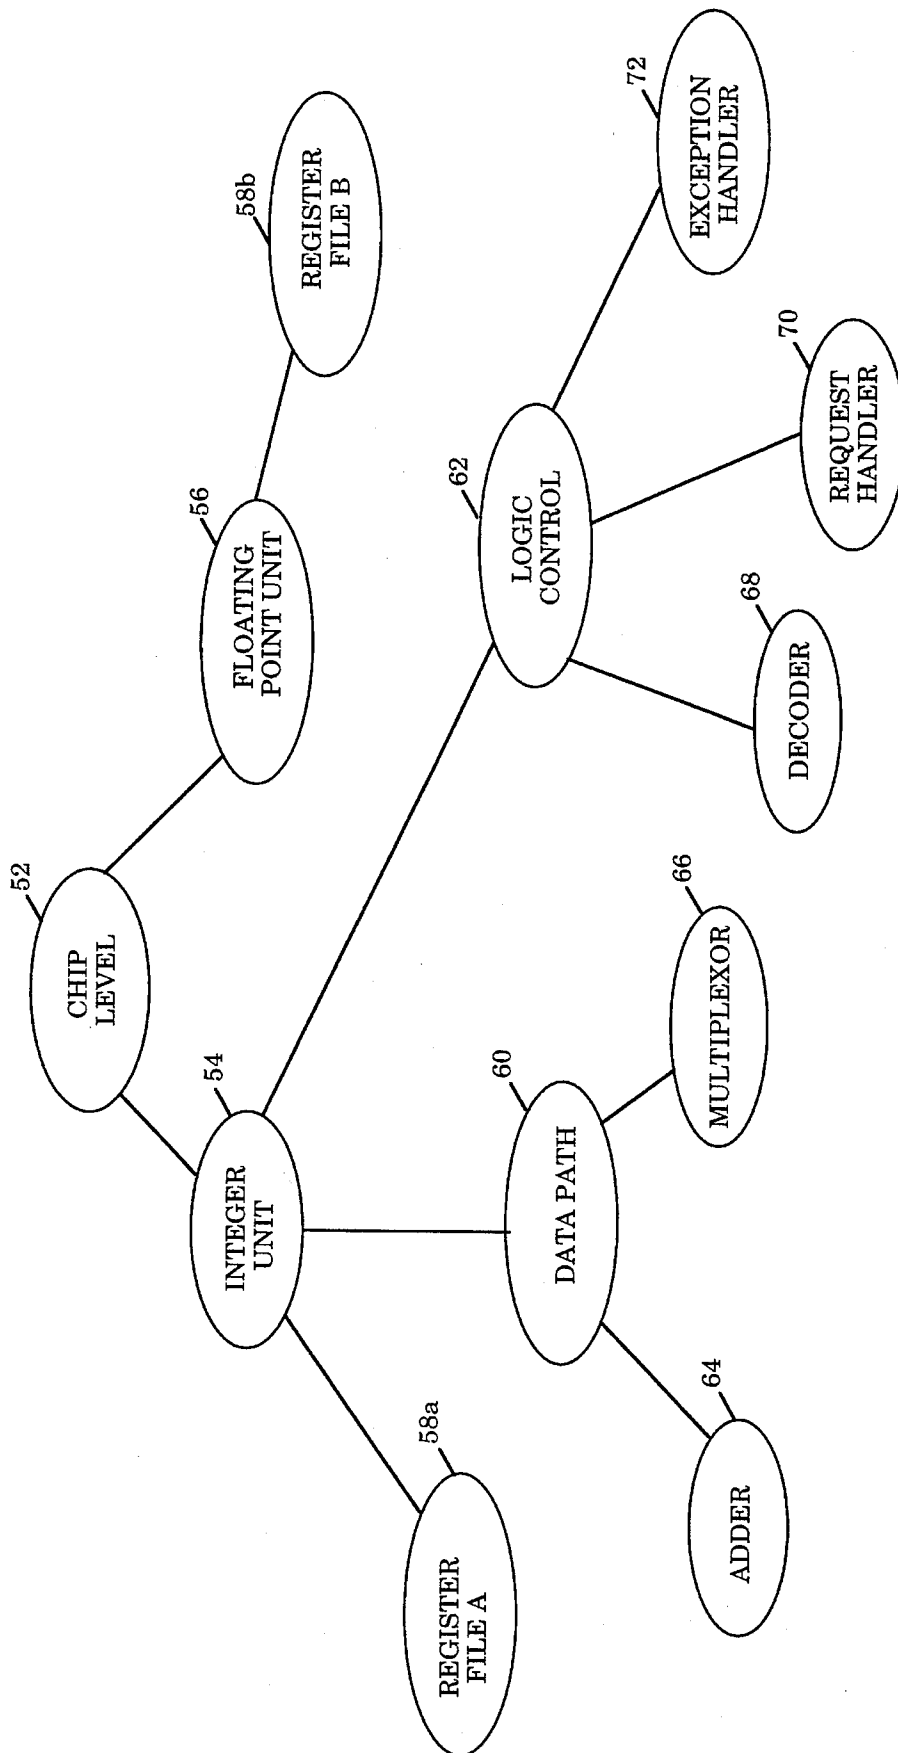 52
CHIP
LEVEL
54
INTEGER
UNIT
56
FLOATING
POINT UNIT
58a
REGISTER
FILE A
58b
REGISTER
FILE B
60
DATA PATH
62
LOGIC
CONTROL
64
ADDER
66
MULTIPLEXOR
68
DECODER
70
REQUEST
HANDLER
72
EXCEPTION
HANDLER